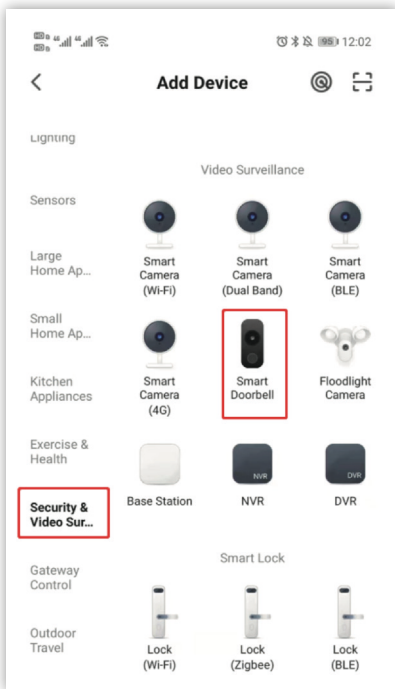 95 12:02
Add Device
Lighting
Video Surveillance
Sensors
Large
Home Ap...
Smart
Camera
(Wi-Fi)
Smart
Camera
(Dual Band)
Smart
Camera
(BLE)
Small
Home Ap...
Kitchen
Appliances
Smart
Camera
(4G)
Smart
Doorbell
Floodlight
Camera
Exercise &
Health
NVR
DVR
Base Station
NVR
DVR
Security &
Video Sur...
Smart Lock
Gateway
Control
Outdoor
Travel
Lock
(Wi-Fi)
Lock
(Zigbee)
Lock
(BLE)